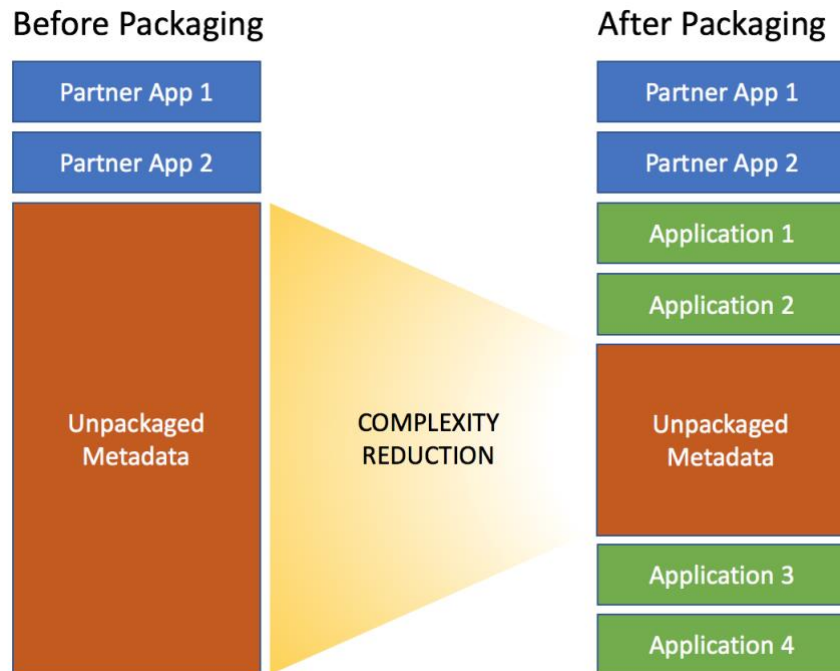 Before Packaging
Partner App 1
Partner App 2
Unpackaged
Metadata
COMPLEXITY
REDUCTION
After Packaging
Partner App 1
Partner App 2
Application 1
Application 2
Unpackaged
Metadata
Application 3
Application 4